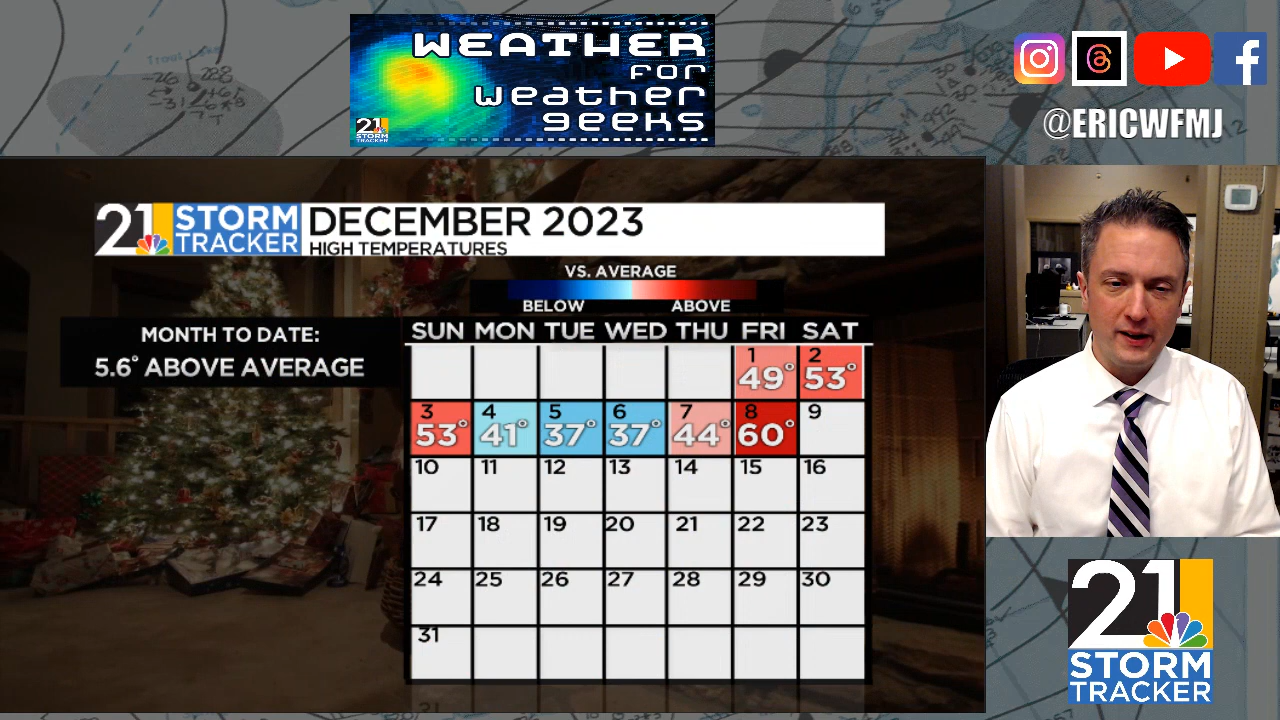 WEATHER
FOR
weather
geeks
21
STORM
TRACKER
@ERICWFMJ
21 STORM TRACKER
DECEMBER 2023
HIGH TEMPERATURES
VS. AVERAGE
BELOW ABOVE
MONTH TO DATE:
5.6° ABOVE AVERAGE
SUN MON TUE WED THU FRI SAT
1 2
49° 53°
3 4 5 6 7 8 9
53° 41° 37° 37° 44° 60°
10 11 12 13 14 15 16
17 18 19 20 21 22 23
24 25 26 27 28 29 30
31
21
STORM
TRACKER